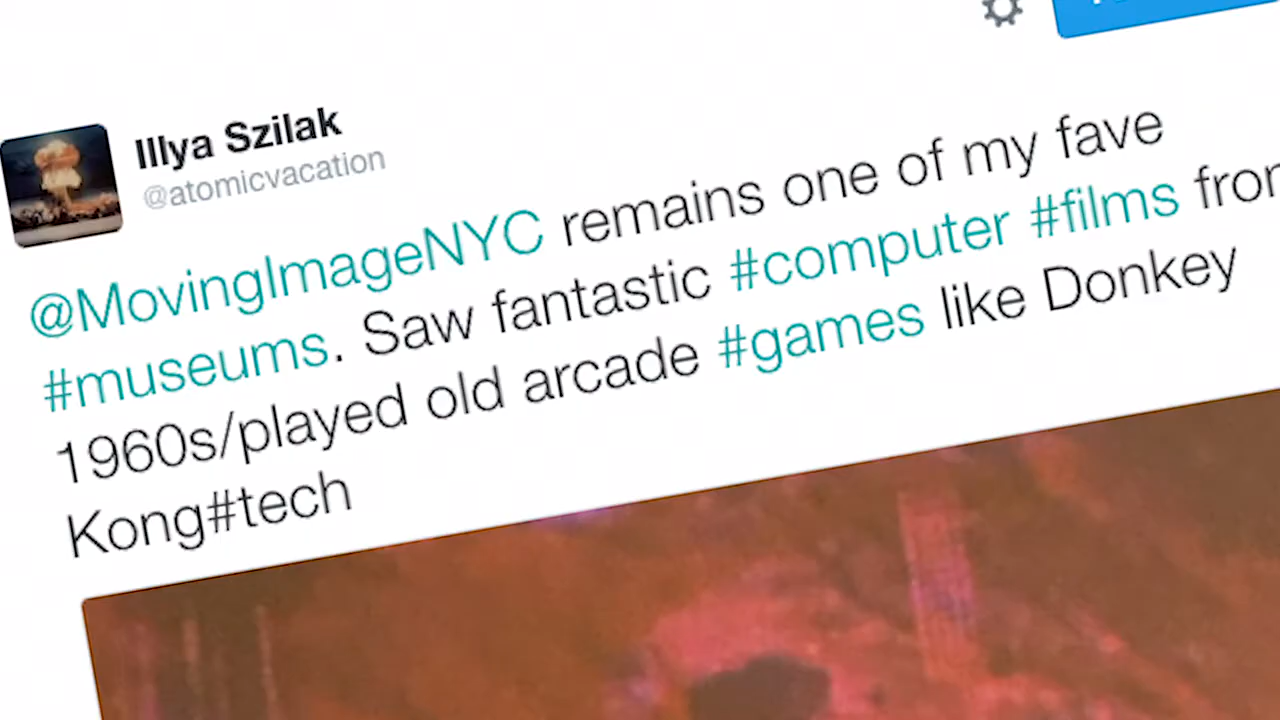 Illya Szilak
@atomicvacation
@MovingImageNYC remains one of my fave
#museums. Saw fantastic #computer #films
1960s/played old arcade #games like Donkey
Kong#tech